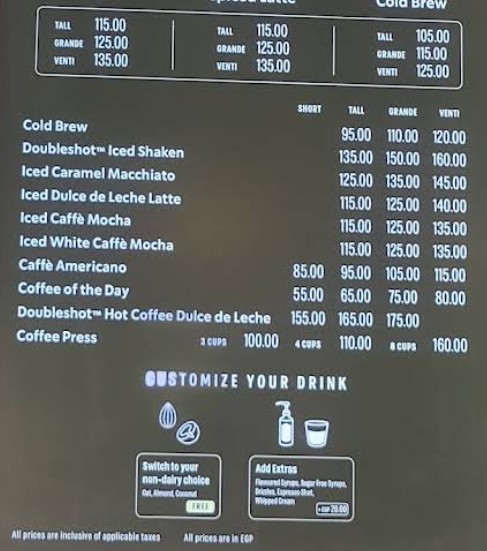 Latte
Cold Brew
TALL 115.00
GRANDE 125.00
VENTI 135.00
TALL 115.00
GRANDE 125.00
VENTI 135.00
TALL 105.00
GRANDE 115.00
VENTI 125.00
SHORT TALL GRANDE VENTI
Cold Brew 95.00 110.00 120.00
Doubleshot™ Iced Shaken 135.00 150.00 160.00
Iced Caramel Macchiato 125.00 135.00 145.00
Iced Dulce de Leche Latte 115.00 125.00 140.00
Iced Caffè Mocha 115.00 125.00 135.00
Iced White Caffè Mocha 115.00 125.00 135.00
Caffè Americano 85.00 95.00 105.00 115.00
Coffee of the Day 55.00 65.00 75.00 80.00
Doubleshot™ Hot Coffee Dulce de Leche 155.00 165.00 175.00
Coffee Press 3 CUPS 100.00 4 CUPS 110.00 8 CUPS 160.00
CUSTOMIZE YOUR DRINK
Switch to your
non-dairy choice
Oat, Almond, Coconut
FREE
Add Extras
Flavoured Syrups, Sugar Free Syrups,
Drizzles, Espresso Shot,
Whipped Cream
+ EGP 20.00
All prices are inclusive of applicable taxes All prices are in EGP